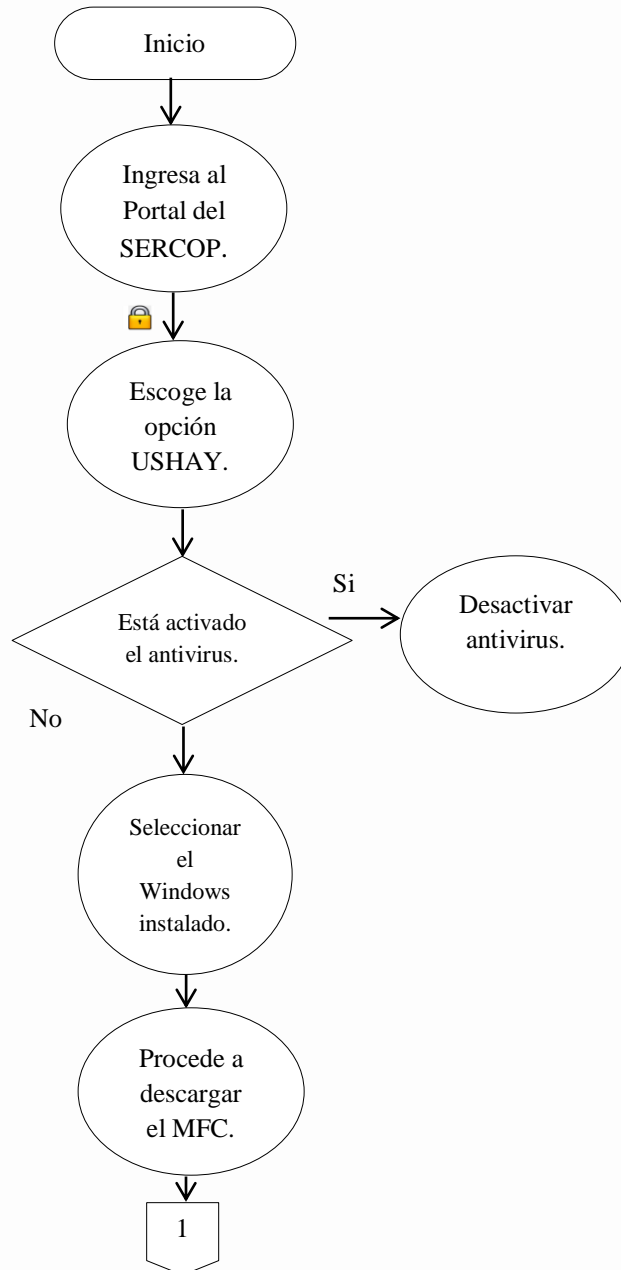 Inicio
Ingresa al
Portal del
SERCOP.
Escoge la
opción
USHAY.
Está activado
el antivirus.
Si
Desactivar
antivirus.
No
Seleccionar
el
Windows
instalado.
Procede a
descargar
el MFC.
1